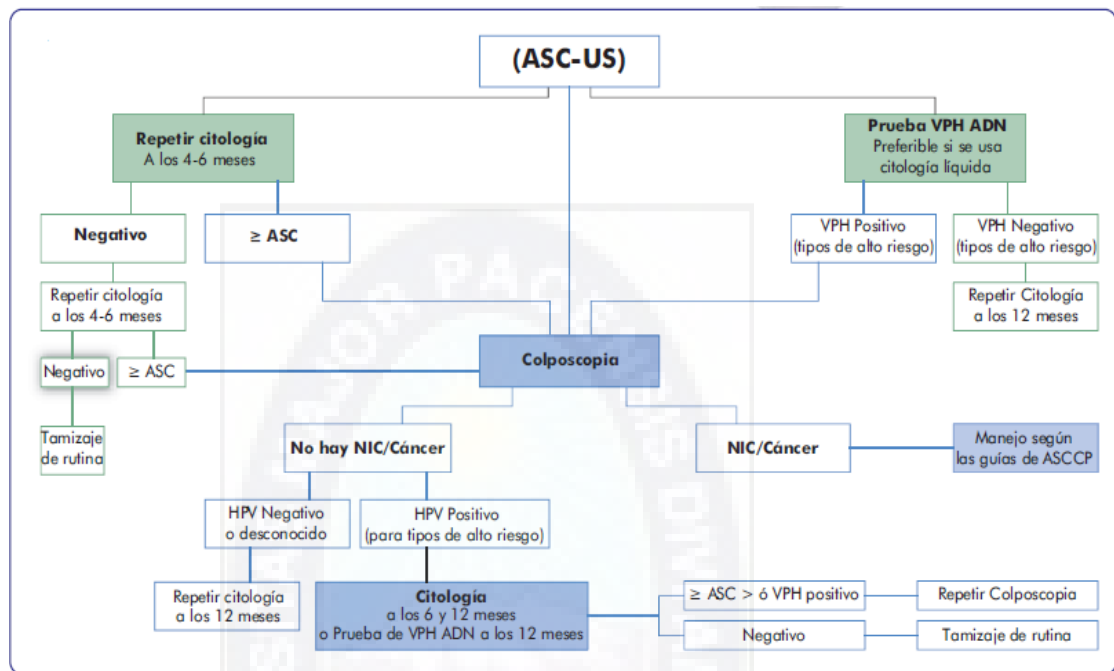 (ASC-US)
Repetir citología
A los 4-6 meses
Prueba VPH ADN
Preferible si se usa
citología líquida
Negativo
≥ ASC
VPH Positivo
(tipos de alto riesgo)
VPH Negativo
(tipos de alto riesgo)
Repetir citología
a los 4-6 meses
Repetir Citología
a los 12 meses
Negativo
≥ ASC
Colposcopia
Tamizaje
de rutina
No hay NIC/Cáncer
NIC/Cáncer
Manejo según
las guías de ASCCP
HPV Negativo
o desconocido
HPV Positivo
(para tipos de alto riesgo)
Repetir citología
a los 12 meses
Citología
a los 6 y 12 meses
o Prueba de VPH ADN a los 12 meses
≥ ASC > ó VPH positivo
Repetir Colposcopia
Negativo
Tamizaje de rutina